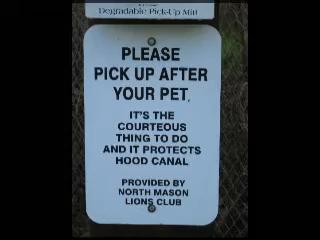 Degradable Pick-Up Mitt
PLEASE
PICK UP AFTER
YOUR PET.
IT'S THE
COURTEOUS
THING TO DO
AND IT PROTECTS
HOOD CANAL
PROVIDED BY
NORTH MASON
LIONS CLUB